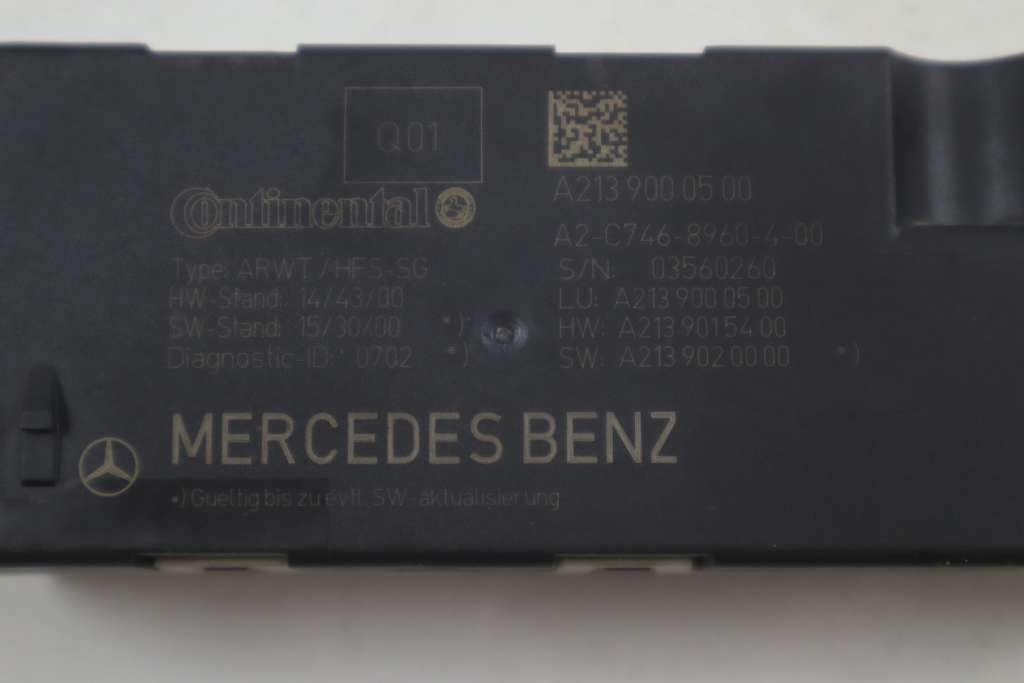 Q01
Continental
A213 900 05 00
A2-C746-8960-4-00
Type: ARWT/HFS-SG
S/N: 03560260
HW-Stand: 14/43/00
LU: A213 900 05 00
SW-Stand: 15/30/00 *)
HW: A213 901 54 00
Diagnostic-ID: 0702 *)
SW: A213 902 00 00 *)
MERCEDES BENZ
*) Gueltig bis zu evtl. SW-aktualisierung